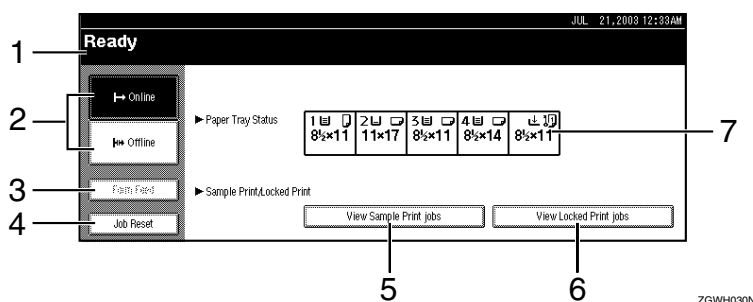 JUL 21,2003 12:33AM
Ready
1
Online
2
Offline
▶ Paper Tray Status
1 2 3 4
8½×11 11×17 8½×11 8½×14 8½×11
7
3
Form Feed
▶ Sample Print/Locked Print
4
Job Reset
View Sample Print jobs
View Locked Print jobs
5
6
ZGWH030N